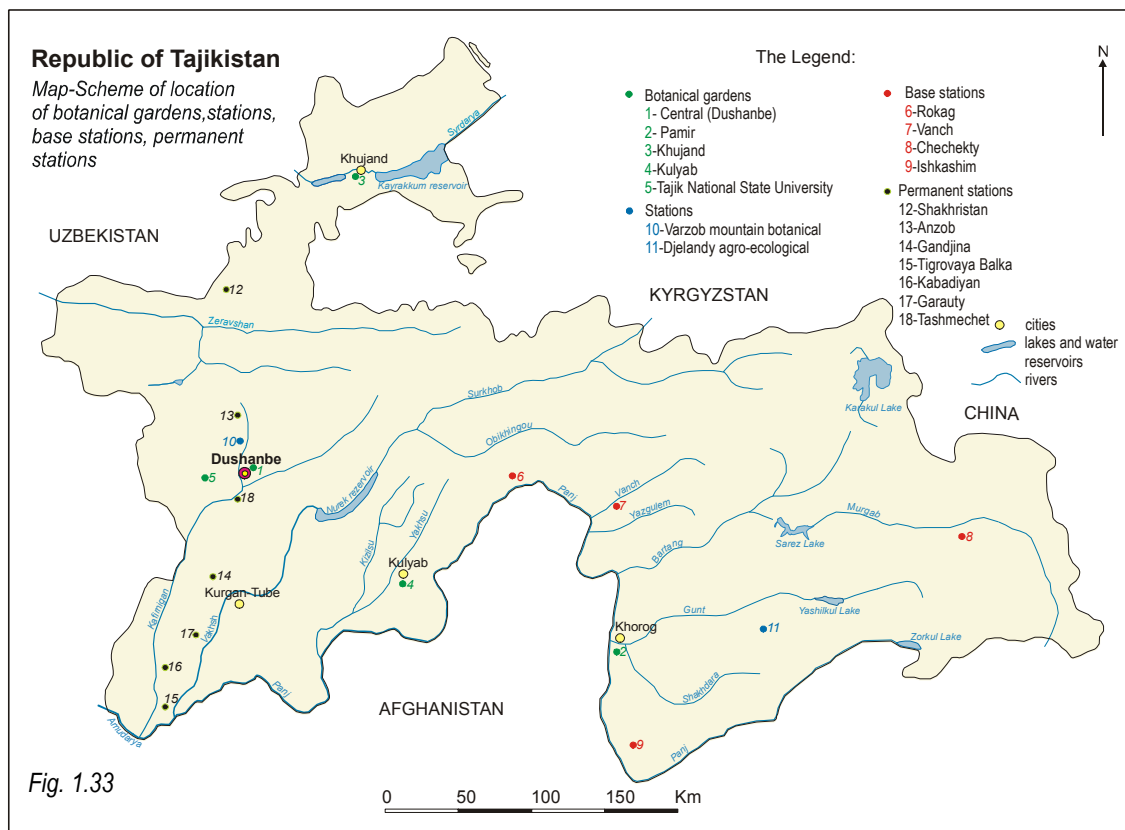 Republic of Tajikistan
Map-Scheme of location
of botanical gardens,stations,
base stations, permanent
stations
The Legend:
N
Botanical gardens
1- Central (Dushanbe)
2- Pamir
3-Khujand
4-Kulyab
5-Tajik National State University
Stations
10-Varzob mountain botanical
11-Djelandy agro-ecological
Base stations
6-Rokag
7-Vanch
8-Chechekty
9-Ishkashim
Permanent stations
12-Shakhristan
13-Anzob
14-Gandjina
15-Tigrovaya Balka
16-Kabadiyan
17-Garauty
18-Tashmechet
cities
lakes and water
reservoirs
rivers
Syrdarya
Khujand
3
Kayrakkum reservoir
UZBEKISTAN
KYRGYZSTAN
CHINA
AFGHANISTAN
12
Zeravshan
Surkhob
Karakul Lake
13
10
Obikhingou
Dushanbe
1
5
18
Nurek rezervoir
6
Panj
Vanch
7
Yazgulem
Murgab
Sarez Lake
8
Bartang
Kizilsu
Yakhsu
Kulyab
4
14
Kurgan-Tube
Kafirnigan
Vakhsh
17
16
15
Gunt
Yashilkul Lake
11
Khorog
2
Zorkul Lake
Shakhdara
Panj
Amudarya
9
Panj
Fig. 1.33
0 50 100 150 Km